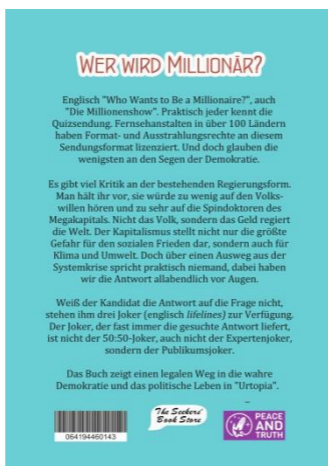 WER WIRD MILLIONÄR?
Englisch "Who Wants to Be a Millionaire?", auch
"Die Millionenshow". Praktisch jeder kennt die
Quizsendung. Fernsehanstalten in über 100 Ländern
haben Format- und Ausstrahlungsrechte an diesem
Sendungsformat lizenziert. Und doch glauben die
wenigsten an den Segen der Demokratie.
Es gibt viel Kritik an der bestehenden Regierungsform.
Man hält ihr vor, sie würde zu wenig auf den Volks-
willen hören und zu sehr auf die Spindoktoren des
Megakapitals. Nicht das Volk, sondern das Geld regiert
die Welt. Der Kapitalismus stellt nicht nur die größte
Gefahr für den sozialen Frieden dar, sondern auch für
Klima und Umwelt. Doch über einen Ausweg aus der
Systemkrise spricht praktisch niemand, dabei haben
wir die Antwort allabendlich vor Augen.
Weiß der Kandidat die Antwort auf die Frage nicht,
stehen ihm drei Joker (englisch lifelines) zur Verfügung.
Der Joker, der fast immer die gesuchte Antwort liefert,
ist nicht der 50:50-Joker, auch nicht der Expertenjoker,
sondern der Publikumsjoker.
Das Buch zeigt einen legalen Weg in die wahre
Demokratie und das politische Leben in "Urtopia".
064194460143
The Seekers'
Book Store
PEACE
AND
TRUTH